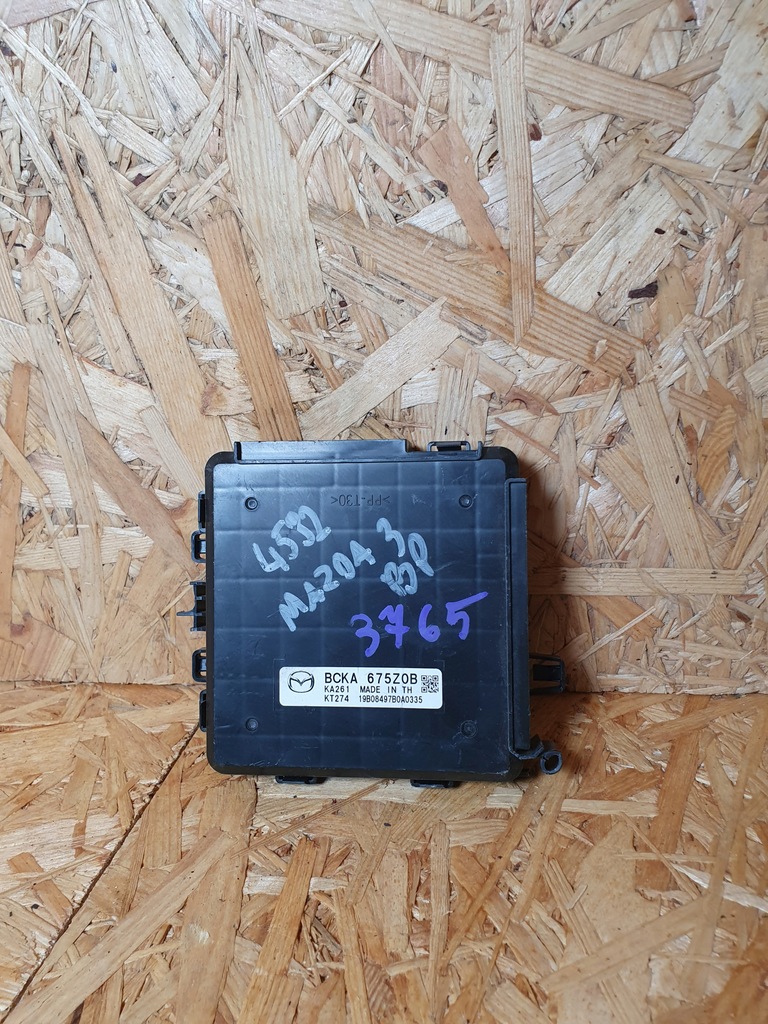 >PP-T30<
4532
MAZDA 3
BP
3765
BCKA 675Z0B
KA261 MADE IN TH
KT274 19B08497B0A0335